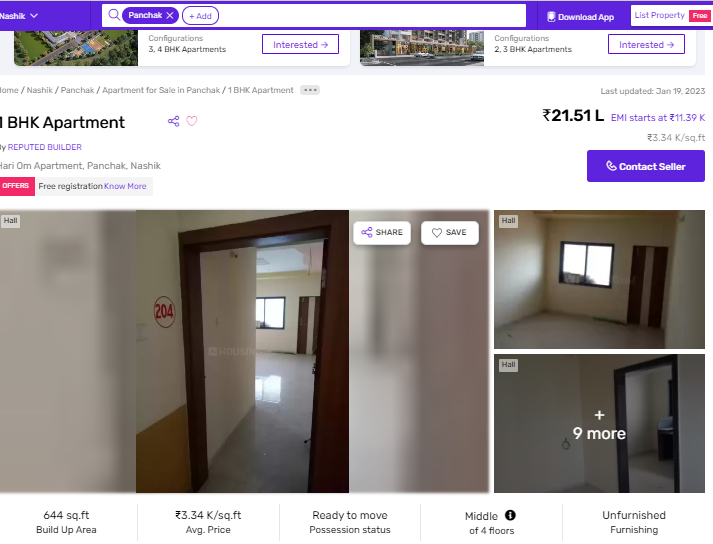 Nashik
Panchak
+ Add
Download App
List Property Free
Configurations
3, 4 BHK Apartments
Interested →
Configurations
2, 3 BHK Apartments
Interested →
Home / Nashik / Panchak / Apartment for Sale in Panchak / 1 BHK Apartment
Last updated: Jan 19, 2023
1 BHK Apartment
₹21.51 L EMI starts at ₹11.39 K
₹3.34 K/sq.ft
By REPUTED BUILDER
Hari Om Apartment, Panchak, Nashik
Contact Seller
OFFERS Free registration Know More
Hall
SHARE
SAVE
Hall
204
HOUSING
Hall
+
9 more
644 sq.ft
Build Up Area
₹3.34 K/sq.ft
Avg. Price
Ready to move
Possession status
Middle
of 4 floors
Unfurnished
Furnishing